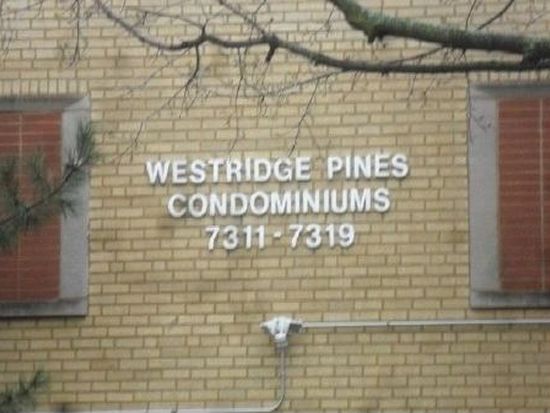 WESTRIDGE PINES
CONDOMINIUMS
7311-7319